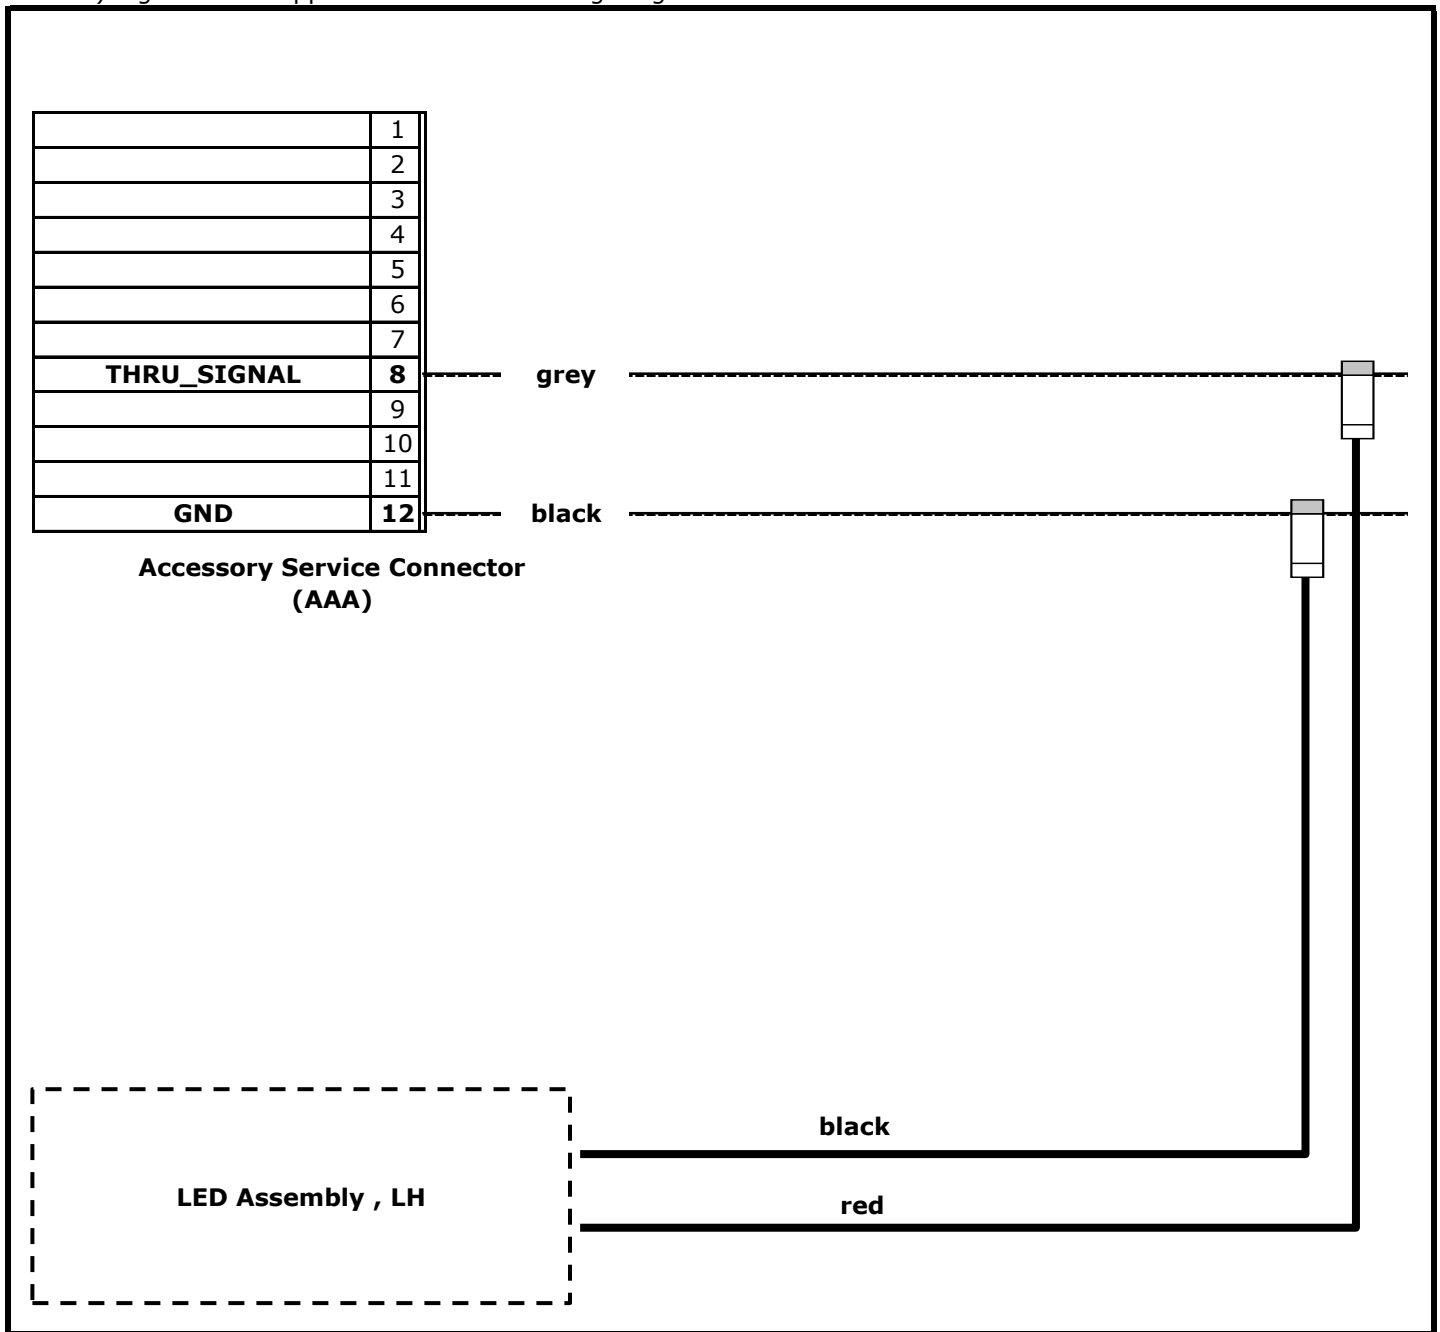 1
2
3
4
5
6
7
THRU_SIGNAL 8 grey
9
10
11
GND 12 black
Accessory Service Connector
(AAA)
black
LED Assembly , LH
red